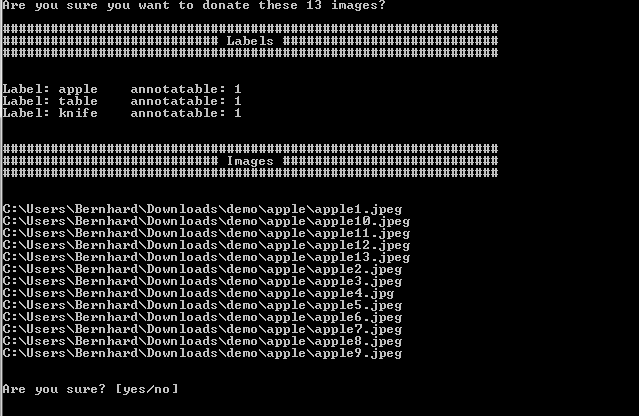 Are you sure you want to donate these 13 images?
##############################################################
########################### Labels ###########################
##############################################################
Label: apple    annotatable: 1
Label: table    annotatable: 1
Label: knife    annotatable: 1
##############################################################
########################### Images ###########################
##############################################################
C:\Users\Bernhard\Downloads\demo\apple\apple1.jpeg
C:\Users\Bernhard\Downloads\demo\apple\apple10.jpeg
C:\Users\Bernhard\Downloads\demo\apple\apple11.jpeg
C:\Users\Bernhard\Downloads\demo\apple\apple12.jpeg
C:\Users\Bernhard\Downloads\demo\apple\apple13.jpeg
C:\Users\Bernhard\Downloads\demo\apple\apple2.jpeg
C:\Users\Bernhard\Downloads\demo\apple\apple3.jpeg
C:\Users\Bernhard\Downloads\demo\apple\apple4.jpg
C:\Users\Bernhard\Downloads\demo\apple\apple5.jpeg
C:\Users\Bernhard\Downloads\demo\apple\apple6.jpeg
C:\Users\Bernhard\Downloads\demo\apple\apple7.jpeg
C:\Users\Bernhard\Downloads\demo\apple\apple8.jpeg
C:\Users\Bernhard\Downloads\demo\apple\apple9.jpeg
Are you sure? [yes/no]